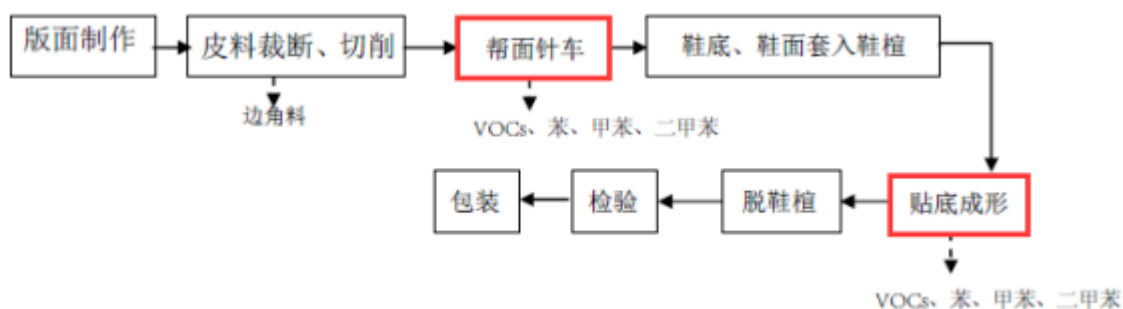 版面制作
皮料裁断、切削
帮面针车
鞋底、鞋面套入鞋楦
边角料
VOCs、苯、甲苯、二甲苯
包装
检验
脱鞋楦
贴底成形
VOCs、苯、甲苯、二甲苯